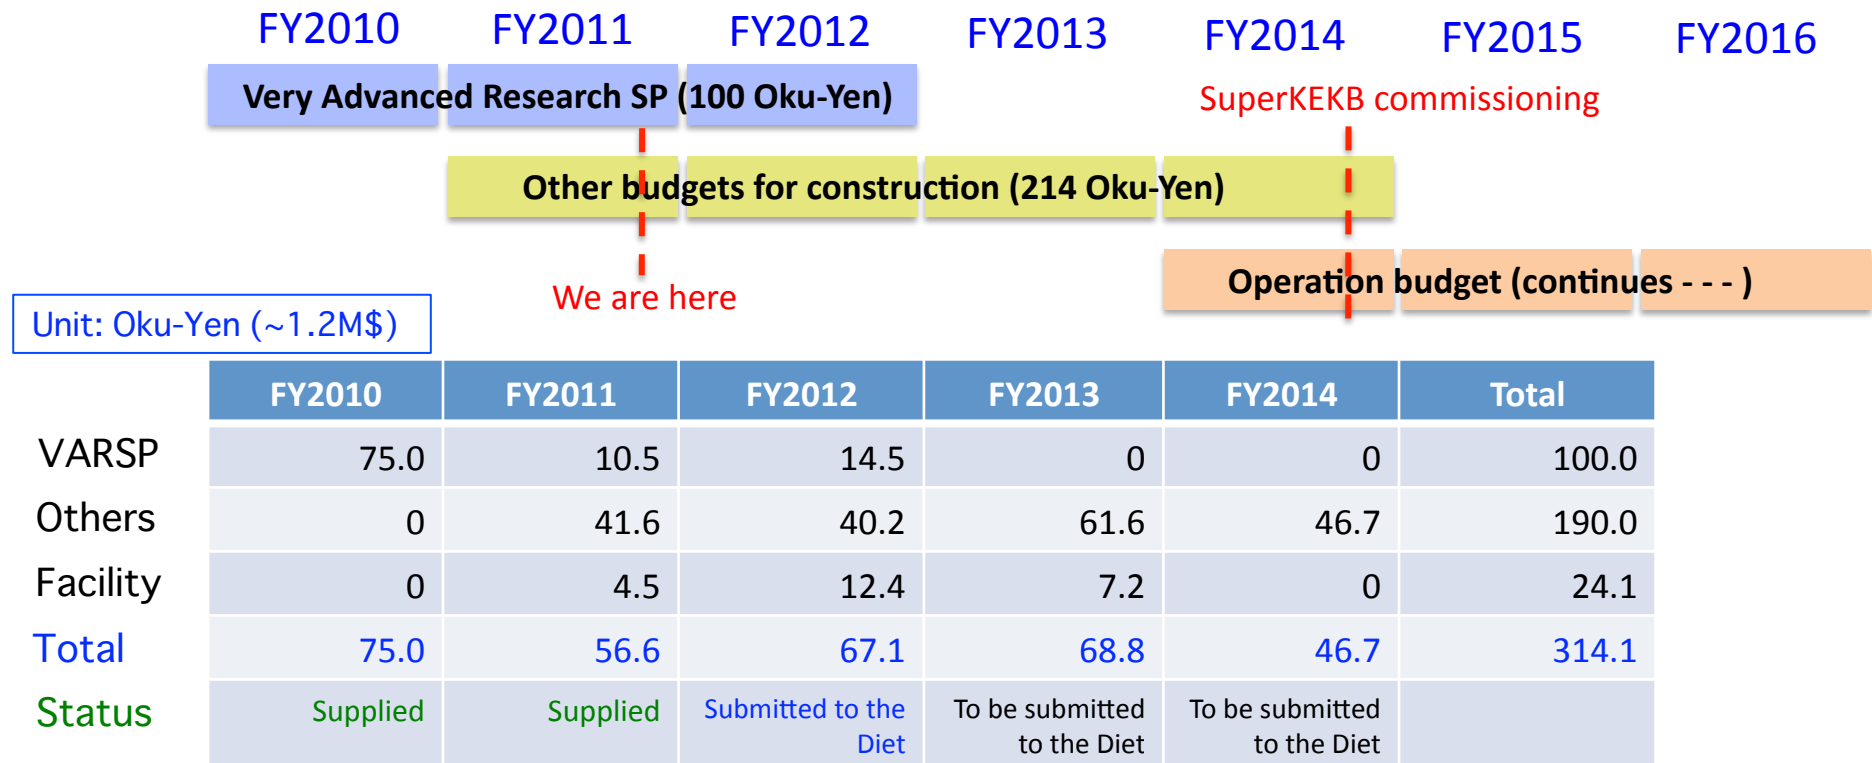 FY2010 FY2011 FY2012 FY2013 FY2014 FY2015 FY2016
Very Advanced Research SP (100 Oku-Yen)
SuperKEKB commissioning
Other budgets for construction (214 Oku-Yen)
Operation budget (continues - - - )
We are here
Unit: Oku-Yen (~1.2M$)
FY2010 FY2011 FY2012 FY2013 FY2014 Total
VARSP 75.0 10.5 14.5 0 0 100.0
Others 0 41.6 40.2 61.6 46.7 190.0
Facility 0 4.5 12.4 7.2 0 24.1
Total 75.0 56.6 67.1 68.8 46.7 314.1
Status Supplied Supplied Submitted to the To be submitted To be submitted
Diet to the Diet to the Diet